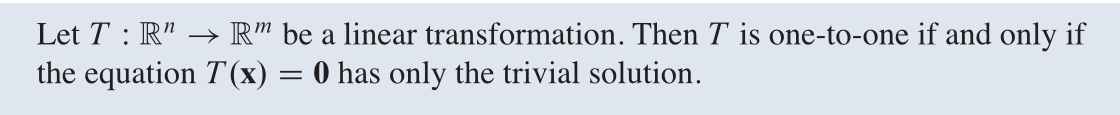 Let T : ℝⁿ → ℝᵐ be a linear transformation. Then T is one-to-one if and only if
the equation T(x) = 0 has only the trivial solution.